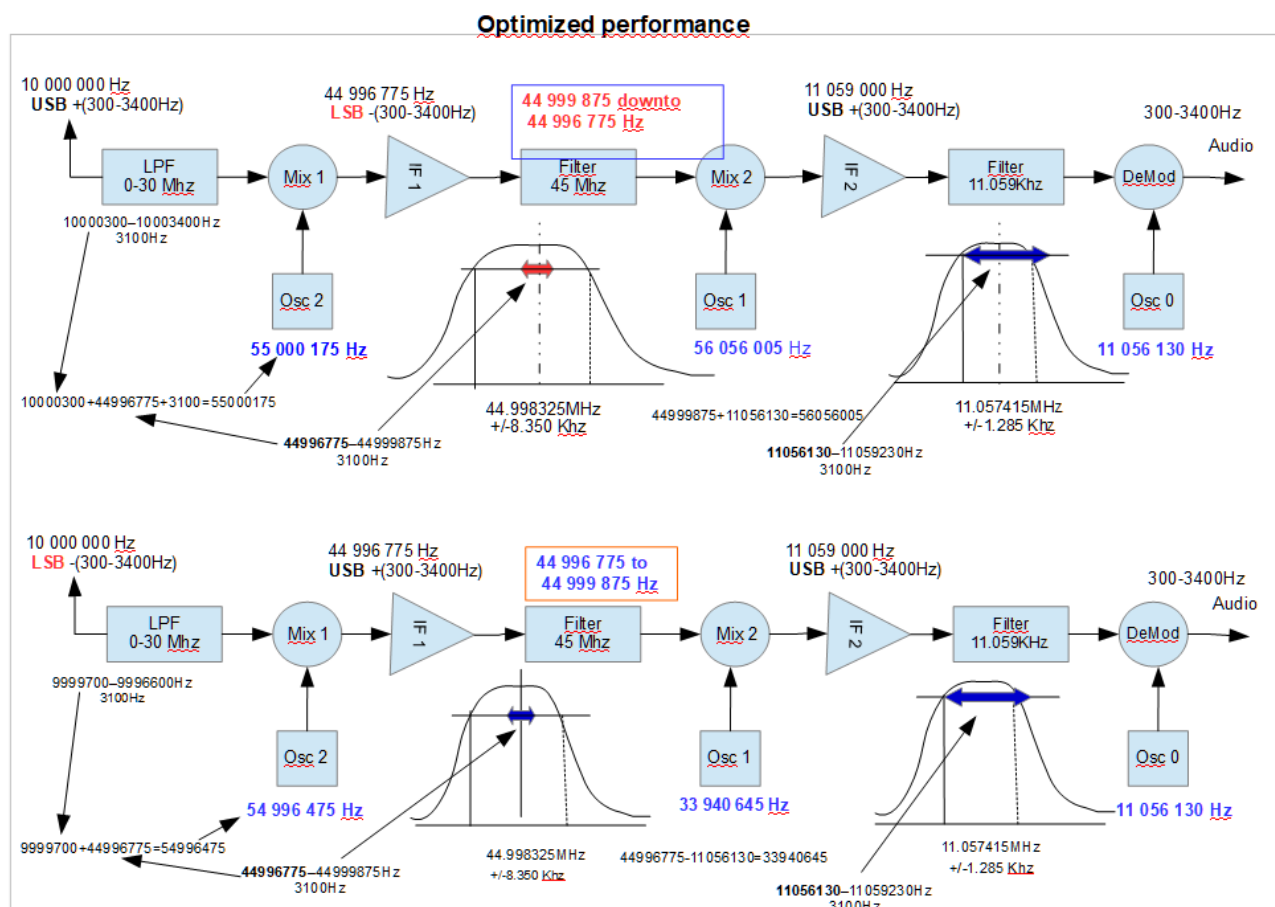 Optimized performance
10 000 000 Hz
USB +(300-3400Hz)
44 996 775 Hz
LSB -(300-3400Hz)
44 999 875 downto
44 996 775 Hz
11 059 000 Hz
USB +(300-3400Hz)
300-3400Hz
Audio
LPF
0-30 Mhz
Mix 1
IF 1
Filter
45 Mhz
Mix 2
IF 2
Filter
11.059Khz
DeMod
10000300–10003400Hz
3100Hz
Osc 2
55 000 175 Hz
Osc 1
56 056 005 Hz
Osc 0
11 056 130 Hz
10000300+44996775+3100=55000175
44.998325MHz
+/-8.350 Khz
44999875+11056130=56056005
11.057415MHz
+/-1.285 Khz
44996775–44999875Hz
3100Hz
11056130–11059230Hz
3100Hz
10 000 000 Hz
LSB -(300-3400Hz)
44 996 775 Hz
USB +(300-3400Hz)
44 996 775 to
44 999 875 Hz
11 059 000 Hz
USB +(300-3400Hz)
300-3400Hz
Audio
LPF
0-30 Mhz
Mix 1
IF 1
Filter
45 Mhz
Mix 2
IF 2
Filter
11.059KHz
DeMod
9999700–9996600Hz
3100Hz
Osc 2
54 996 475 Hz
Osc 1
33 940 645 Hz
Osc 0
11 056 130 Hz
9999700+44996775=54996475
44.998325MHz
+/-8.350 Khz
44996775-11056130=33940645
11.057415MHz
+/-1.285 Khz
44996775–44999875Hz
3100Hz
11056130–11059230Hz
3100Hz